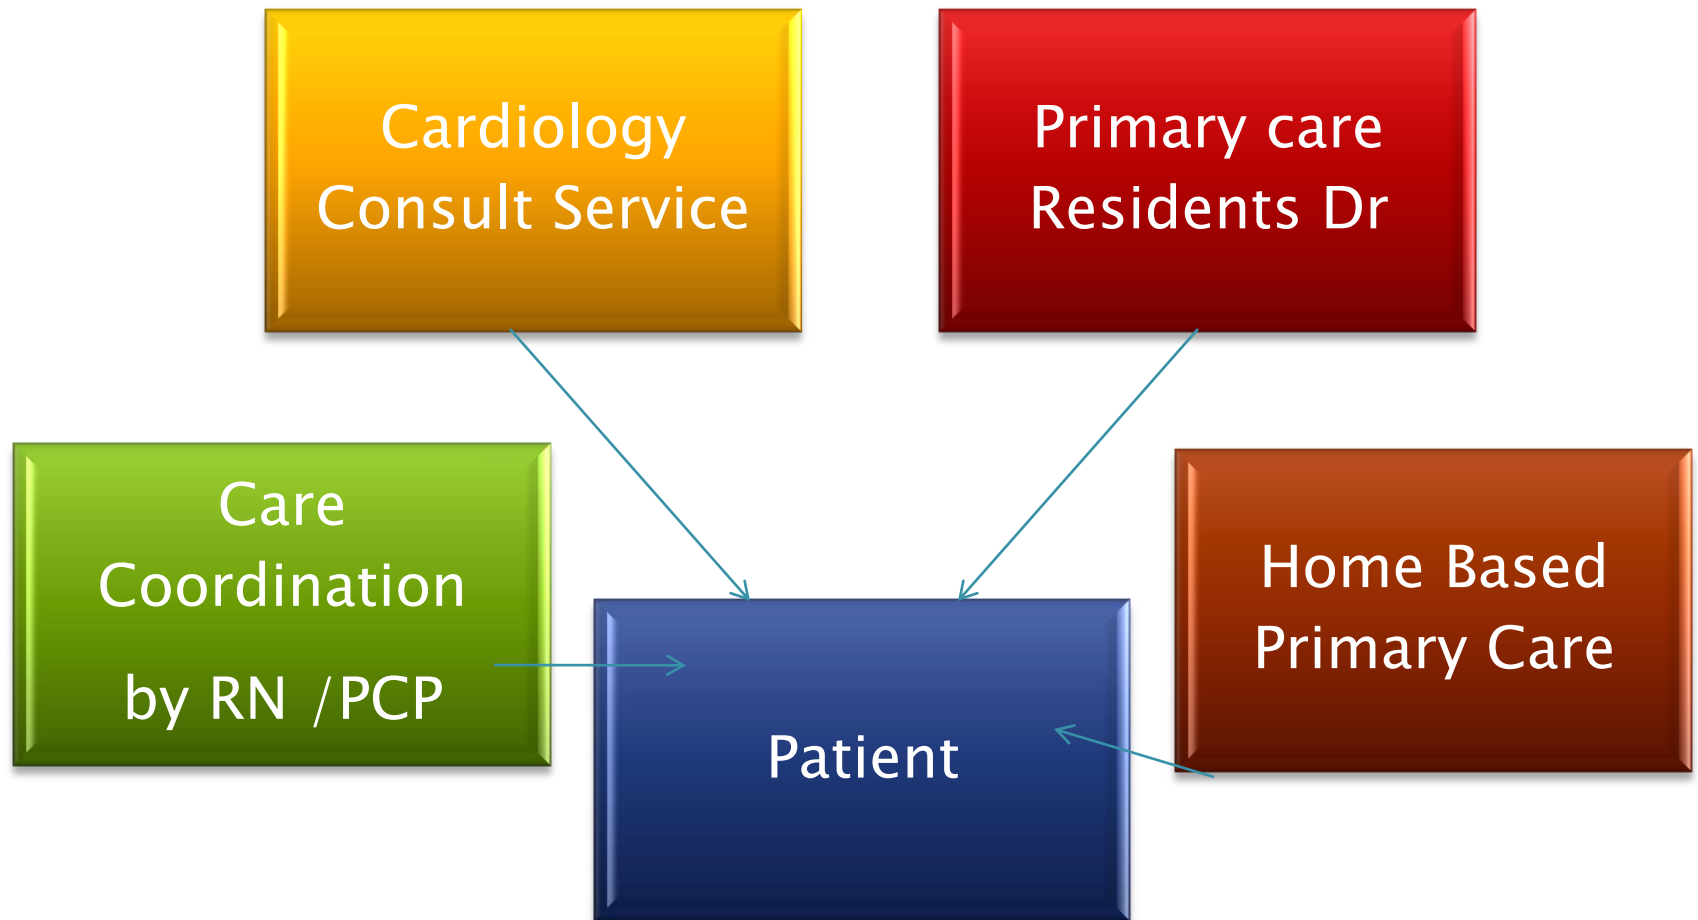 Cardiology
Consult Service
Primary care
Residents Dr
Care
Coordination
by RN /PCP
Home Based
Primary Care
Patient